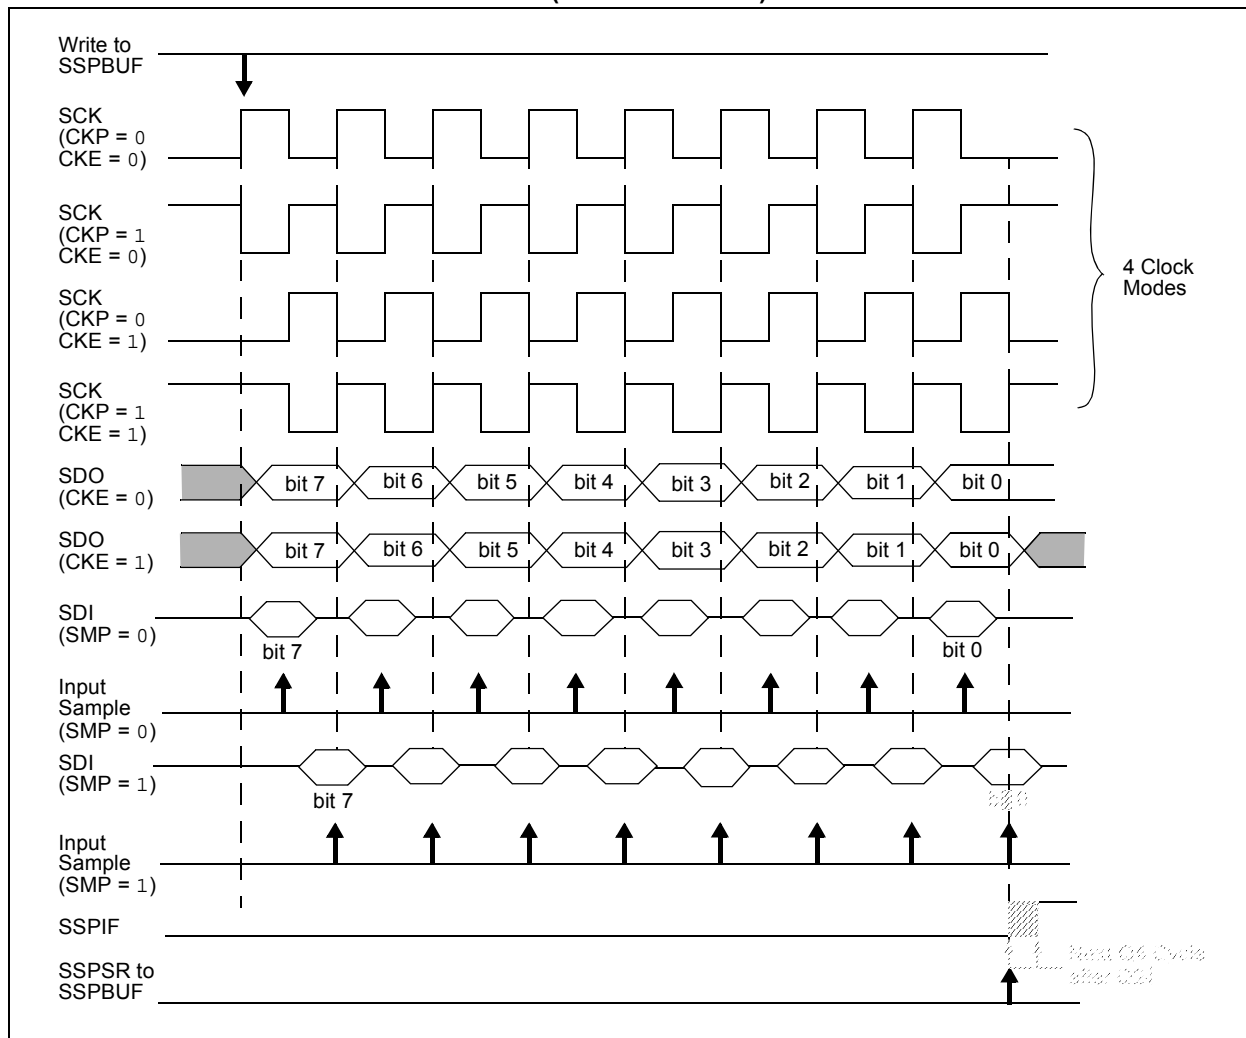 Write to
SSPBUF
SCK
(CKP = 0
CKE = 0)
SCK
(CKP = 1
CKE = 0)
SCK
(CKP = 0
CKE = 1)
SCK
(CKP = 1
CKE = 1)
4 Clock
Modes
SDO
(CKE = 0)
bit 7 bit 6 bit 5 bit 4 bit 3 bit 2 bit 1 bit 0
SDO
(CKE = 1)
bit 7 bit 6 bit 5 bit 4 bit 3 bit 2 bit 1 bit 0
SDI
(SMP = 0)
bit 7 bit 0
Input
Sample
(SMP = 0)
SDI
(SMP = 1)
bit 7
Input
Sample
(SMP = 1)
SSPIF
Cycle
after
SSPSR to
SSPBUF